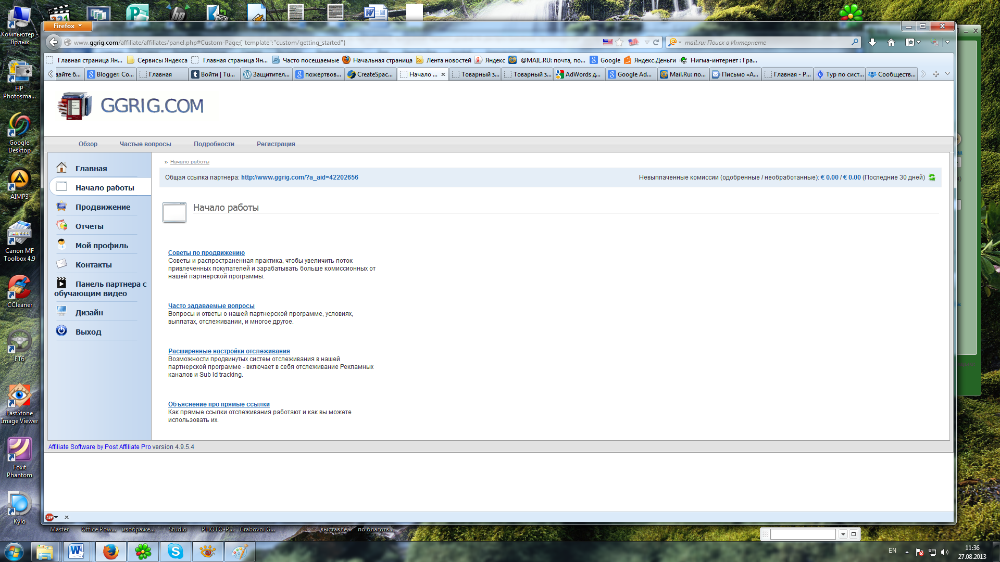 Компьютер - Ярлык
HP Photosma...
Google Desktop
AIMP3
Canon MF Toolbox 4.9
CCleaner
ET6
FastStone Image Viewer
Foxit Phantom
Kylo
Firefox
www.ggrig.com/affiliate/affiliates/panel.php#Custom-Page;{"template":"custom/getting_started"}
mail.ru: Поиск в Интернете
Главная страница Ян... Сервисы Яндекса Главная страница Ян... Часто посещаемые Начальная страница Лента новостей Яндекс @MAIL.RU: почта, по... Google Яндекс.Деньги Нигма-интернет : Гра...
дайте б... Blogger: Со... Главная Войти | Tu... Защитител... пожертвов... CreateSpac... Начало ... Товарный з... Товарный з... AdWords д... Google Ad... Mail.Ru: по... Письмо «А... Главная - Р... Тур по сист... Сообществ...
GGRIG.COM
Обзор Частые вопросы Подробности Регистрация
Главная
Начало работы
Продвижение
Отчеты
Мой профиль
Контакты
Панель партнера с
обучающим видео
Дизайн
Выход
›› Начало работы
Общая ссылка партнера: http://www.ggrig.com/?a_aid=42202656
Невыплаченные комиссии (одобренные / необработанные): € 0.00 / € 0.00 (Последние 30 дней)
Начало работы
Советы по продвижению
Советы и распространенная практика, чтобы увеличить поток
привлеченных покупателей и зарабатывать больше комиссионных от
нашей партнерской программы.
Часто задаваемые вопросы
Вопросы и ответы о нашей партнерской программе, условиях,
выплатах, отслеживании, и многое другое.
Расширенные настройки отслеживания
Возможности продвинутых систем отслеживания в нашей
партнерской программе - включает в себя отслеживание Рекламных
каналов и Sub Id tracking.
Объяснение про прямые ссылки
Как прямые ссылки отслеживания работают и как вы можете
использовать их.
Affiliate Software by Post Affiliate Pro version 4.9.5.4
ABP
Master Office Pow... изображе... Studio PHOTO-P... Grabovoi G... выставле... по благотв...
EN
11:36
27.08.2013